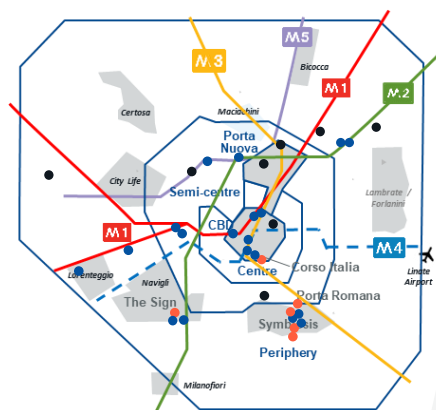 M5
M3
Bicocca
M1
M2
Certosa
Maciachini
Porta
Nuova
City Life
Semi-centre
Lambrate /
Forlanini
CBD
M1
M4
Linate
Airport
Centre
Corso Italia
Lorenteggio
Navigli
The Sign
Porta Romana
Symbiosis
Periphery
Milanofiori